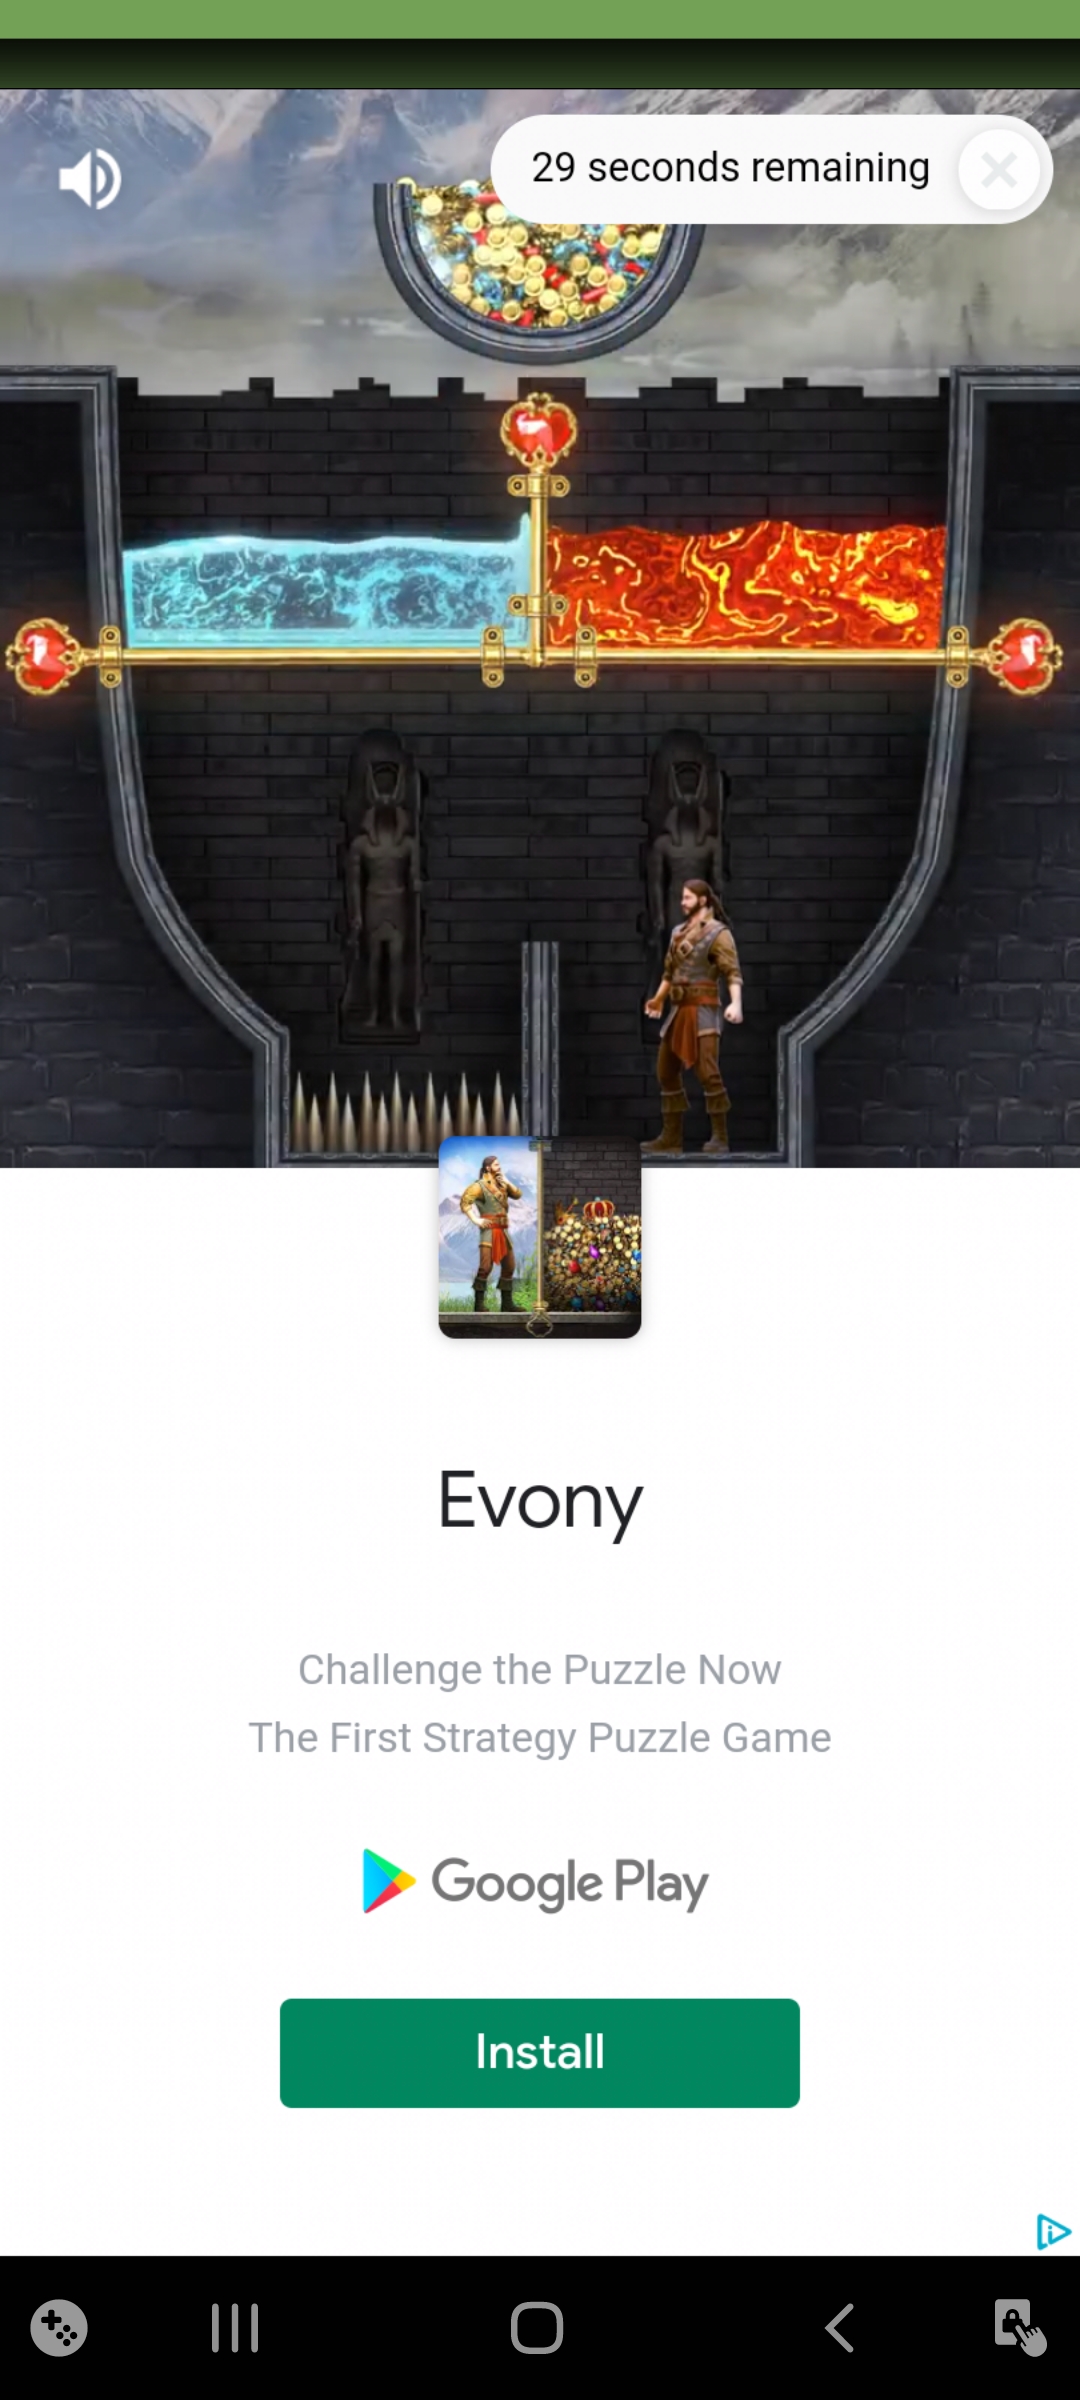 29 seconds remaining
Evony
Challenge the Puzzle Now
The First Strategy Puzzle Game
Google Play
Install